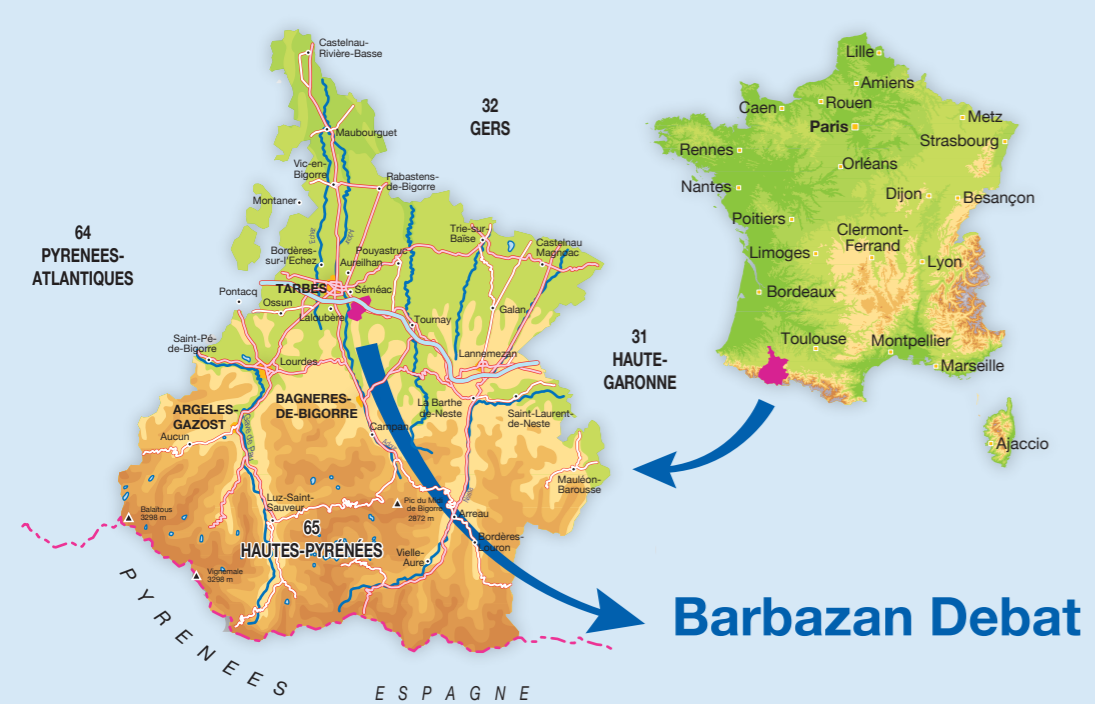 Castelnau-
Rivière-Basse
32
GERS
Maubourguet
Vic-en-
Bigorre
Rabastens-
de-Bigorre
Montaner
64
PYRENEES-
ATLANTIQUES
Echez
Adour
Trie-sur-
Baïse
Castelnau
Magnoac
Bordères-
sur-l'Echez
Pouyastruc
Aureilhan
TARBES
Séméac
Pontacq
Ossun
Laloubère
Galan
Tournay
Saint-Pé-
de-Bigorre
Lourdes
Lannemezan
31
HAUTE-
GARONNE
ARGELES-
GAZOST
BAGNERES-
DE-BIGORRE
La Barthe
de-Neste
Saint-Laurent-
de-Neste
Aucun
Gave de Pau
Campan
Mauléon-
Barousse
Luz-Saint-
Sauveur
Pic du Midi
de Bigorre
2872 m
Arreau
Balaïtous
3298 m
65
HAUTES-PYRÉNÉES
Bordères-
Louron
Vielle-
Aure
Vignemale
3298 m
PYRENEES
ESPAGNE
Lille
Amiens
Caen
Rouen
Metz
Paris
Strasbourg
Rennes
Orléans
Nantes
Dijon
Besançon
Poitiers
Clermont-
Ferrand
Limoges
Lyon
Bordeaux
Toulouse
Montpellier
Marseille
Ajaccio
Barbazan Debat